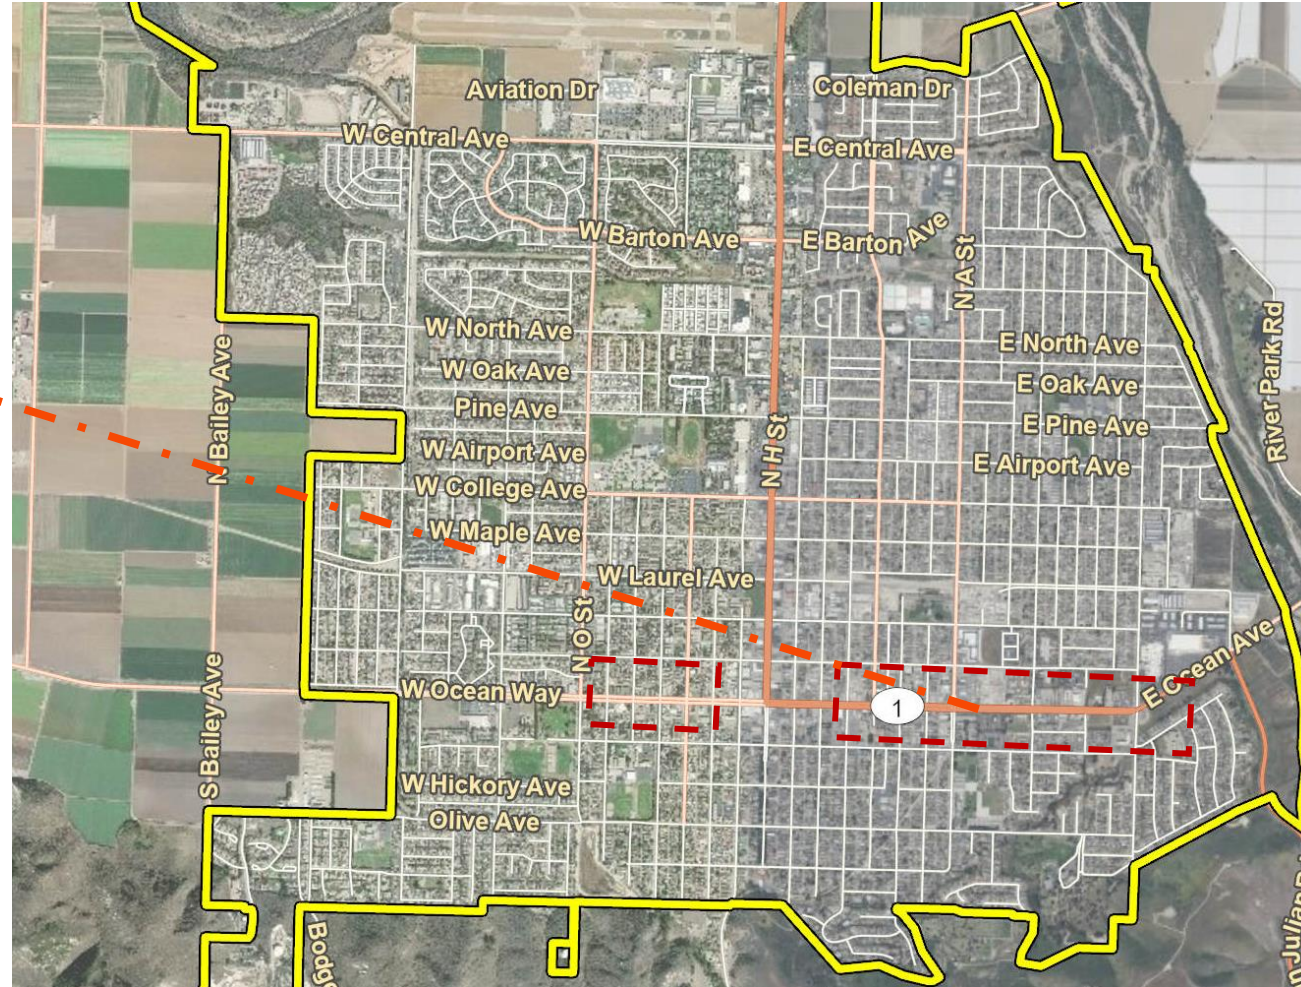 Aviation Dr
Coleman Dr
W Central Ave
E Central Ave
W Barton Ave
E Barton Ave
N A St
W North Ave
E North Ave
W Oak Ave
E Oak Ave
Pine Ave
E Pine Ave
N Bailey Ave
River Park Rd
N H St
W Airport Ave
E Airport Ave
W College Ave
W Maple Ave
W Laurel Ave
N O St
W Ocean Way
E Ocean Ave
1
S Bailey Ave
W Hickory Ave
Olive Ave